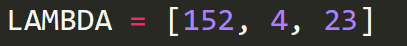 LAMBDA = [152, 4, 23]